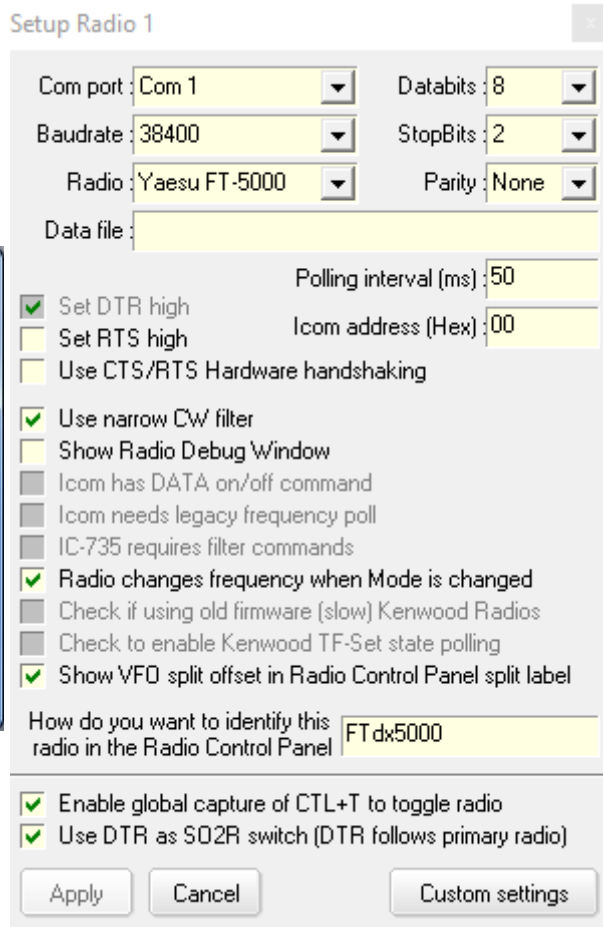 Setup Radio 1
x
Com port : Com 1 Databits : 8
Baudrate : 38400 StopBits : 2
Radio : Yaesu FT-5000 Parity : None
Data file :
Polling interval (ms) : 50
Set DTR high
Icom address (Hex) : 00
Set RTS high
Use CTS/RTS Hardware handshaking
Use narrow CW filter
Show Radio Debug Window
Icom has DATA on/off command
Icom needs legacy frequency poll
IC-735 requires filter commands
Radio changes frequency when Mode is changed
Check if using old firmware (slow) Kenwood Radios
Check to enable Kenwood TF-Set state polling
Show VFO split offset in Radio Control Panel split label
How do you want to identify this
radio in the Radio Control Panel FTdx5000
Enable global capture of CTL+T to toggle radio
Use DTR as SO2R switch (DTR follows primary radio)
Apply Cancel Custom settings